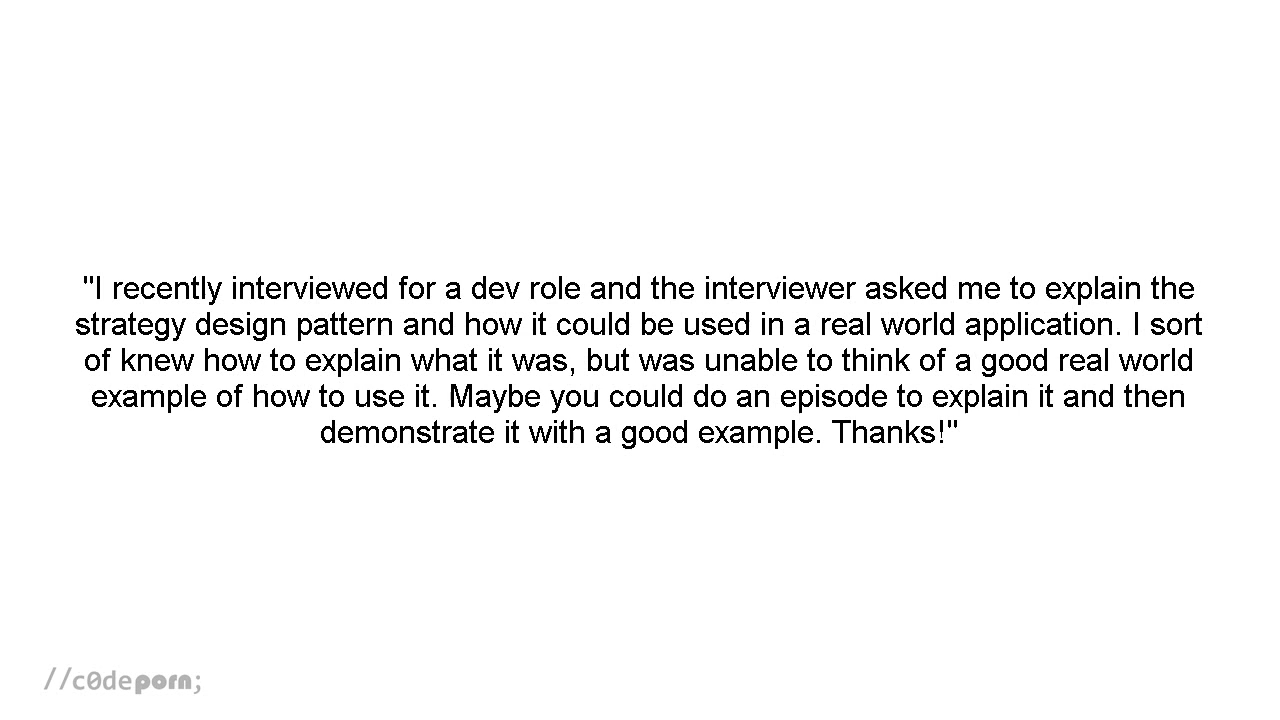 "I recently interviewed for a dev role and the interviewer asked me to explain the
strategy design pattern and how it could be used in a real world application. I sort
of knew how to explain what it was, but was unable to think of a good real world
example of how to use it. Maybe you could do an episode to explain it and then
demonstrate it with a good example. Thanks!"
//c0deporn;